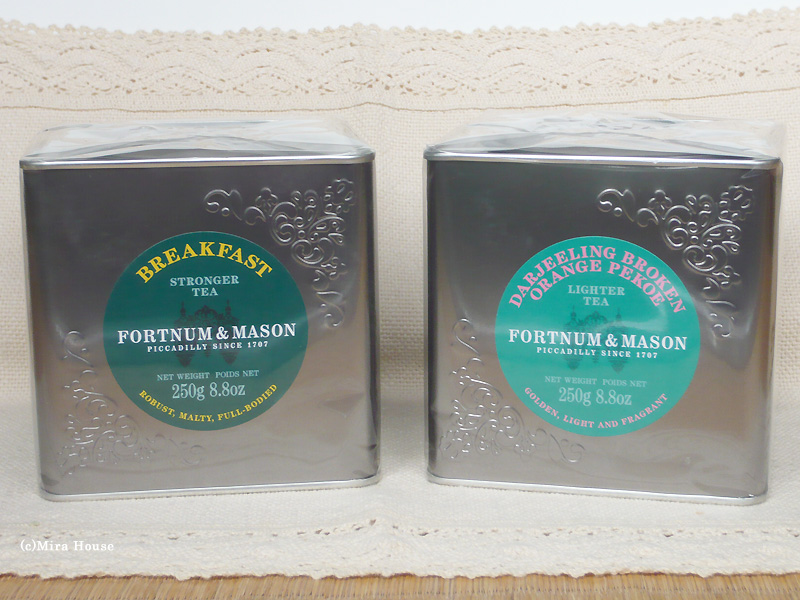 BREAKFAST
STRONGER
TEA
FORTNUM & MASON
PICCADILLY SINCE 1707
NET WEIGHT POIDS NET
250g 8.8oz
ROBUST, MALTY, FULL-BODIED
DARJEELING BROKEN
ORANGE PEKOE
LIGHTER
TEA
FORTNUM & MASON
PICCADILLY SINCE 1707
NET WEIGHT POIDS NET
250g 8.8oz
GOLDEN, LIGHT AND FRAGRANT
(c)Mira House